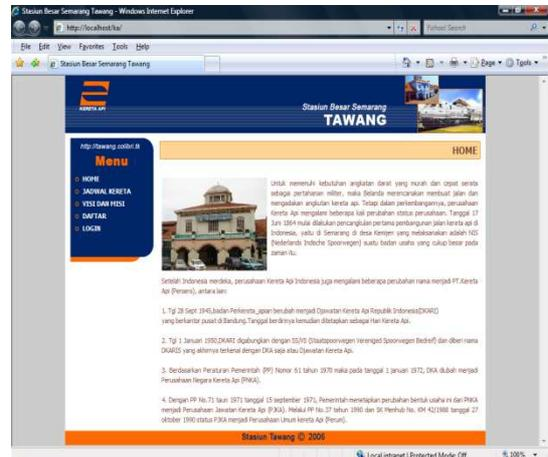 Stasiun Besar Semarang Tawang - Windows Internet Explorer
http://localhost/ka/
Yahoo! Search
File Edit View Favorites Tools Help
Stasiun Besar Semarang Tawang
Page Tools
KERETA API
Stasiun Besar Semarang
TAWANG
http://tawang.colibri.tk
Menu
HOME
JADWAL KERETA
VISI DAN MISI
DAFTAR
LOGIN
HOME
Untuk memenuhi kebutuhan angkatan darat yang murah dan cepat serata
sebagai pertahanan militer, maka Belanda merencanakan membuat jalan dan
mengadakan angkutan kereta api. Tetap dalam perkembangannya, perusahaan
Kereta Api mengalami beberapa kali perubahan status perusahaan. Tanggal 17
Juni 1864 mulai dilakukan pencangkulan pertama pembangunan jalan kereta api di
Indonesia, yaitu di Semarang di desa Kemjen yang melaksanakan adalah NIS
(Nederlands Indische Spoorwegen) suatu badan usaha yang cukup besar pada
zaman itu.
Setelah Indonesia merdeka, perusahaan Kereta Api Indonesia juga mengalami beberapa perubahan nama menjadi PT.Kereta
Api (Persero), antara lain:
1. Tgl 28 Sept 1945,badan Perkereta_apian berubah menjadi Djawatan Kereta Api Republik Indonesia(DKARI)
yang berkantor pusat di Bandung.Tanggal berdirinya kemudian ditetapkan sebagai Hari Kereta Api.
2. Tgl 1 Januari 1950,DKARI digabungkan dengan SS/VS (Staatspoorwegen Verenigde Spoorwegen Bedreif) dan diberi nama
DKARIS yang akhirnya terkenal dengan DKA saja atau Djawatan Kereta Api.
3. Berdasarkan Peraturan Pemerintah (PP) Nomor 61 tahun 1970 maka pada tanggal 1 januari 1972, DKA diubah menjadi
Perusahaan Negara Kereta Api (PNKA).
4. Dengan PP No.71 taun 1971 tanggal 15 september 1971, Pemerintah menetapkan perubahan bentuk usaha ini dari PNKA
menjadi Perusahaan Jawatan Kereta Api (PJKA). Melalui PP No.37 tahun 1990 dan SK Menhub No. KM 42/1988 tanggal 27
oktober 1990 status PJKA menjadi Perusahaan Umum kereta Api (Perum).
Stasiun Tawang © 2006
Local intranet | Protected Mode: Off
100%